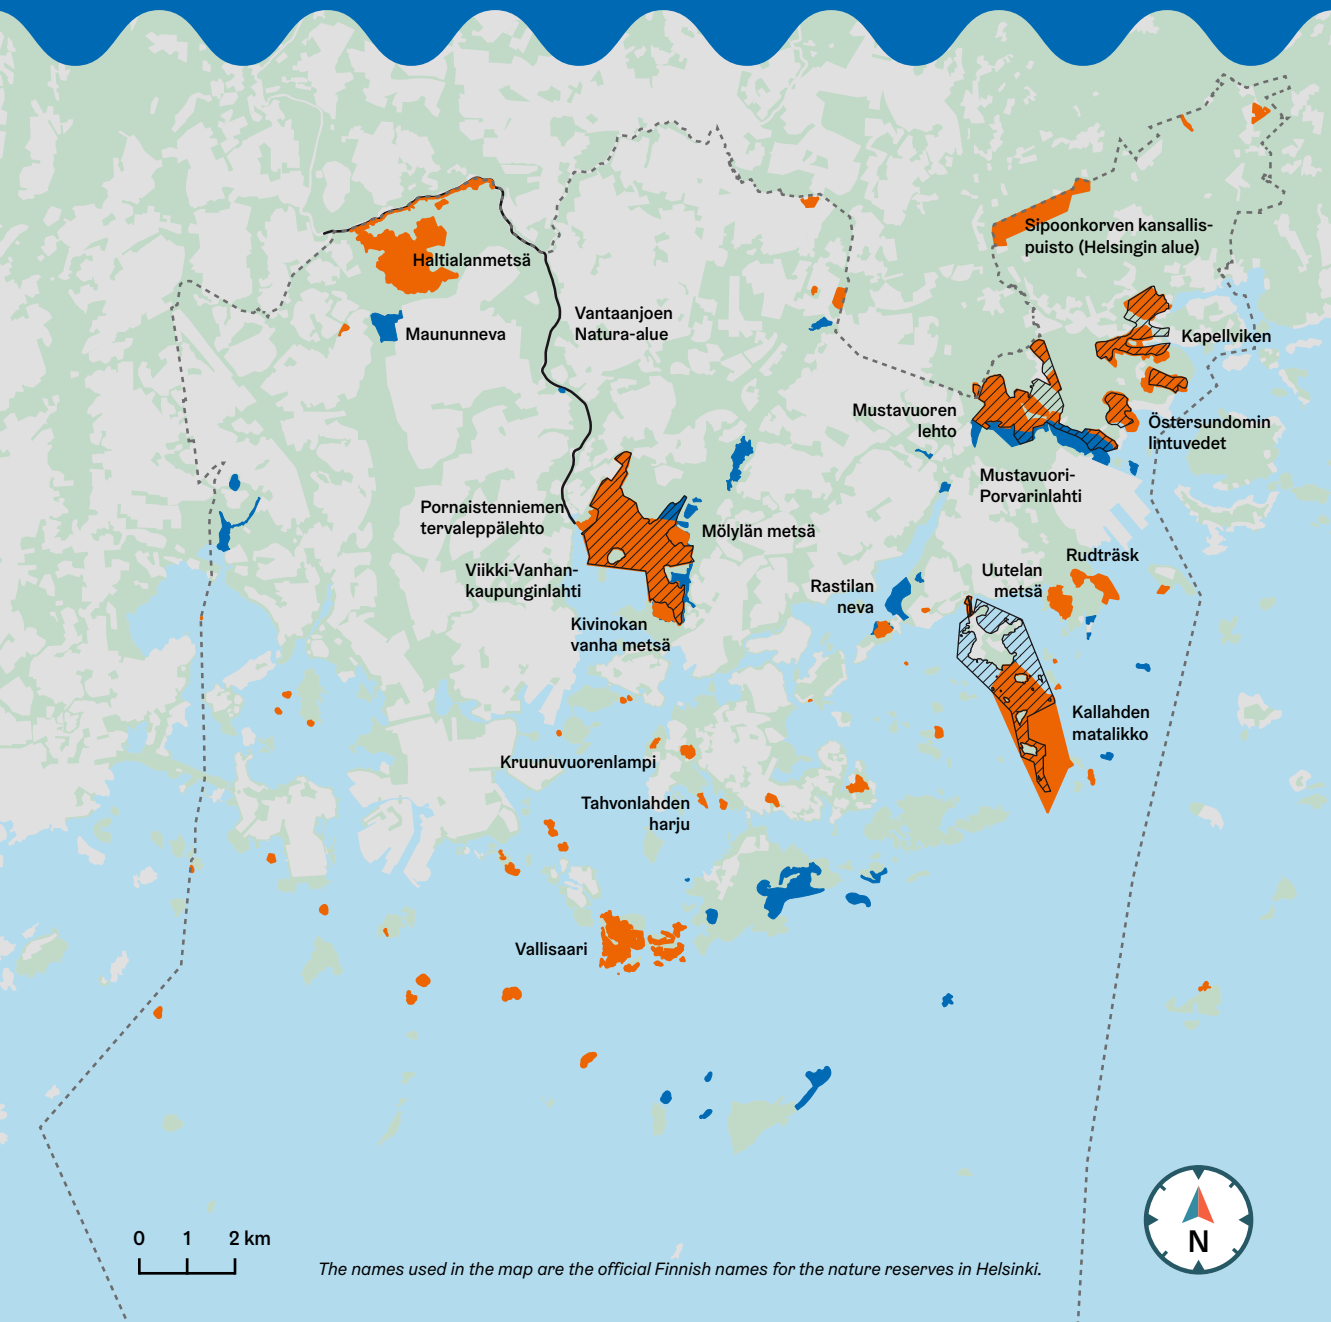 Sipoonkorven kansallis-
puisto (Helsingin alue)
Haltialanmetsä
Vantaanjoen
Natura-alue
Maununneva
Kapellviken
Mustavuoren
lehto
Östersundomin
lintuvedet
Mustavuori-
Porvarinlahti
Pornaistenniemen
tervaleppälehto
Mölylän metsä
Viikki-Vanhan-
kaupunginlahti
Rudträsk
Uutelan
metsä
Rastilan
neva
Kivinokan
vanha metsä
Kallahden
matalikko
Kruunuvuorenlampi
Tahvonlahden
harju
Vallisaari
0 1 2 km
N
The names used in the map are the official Finnish names for the nature reserves in Helsinki.